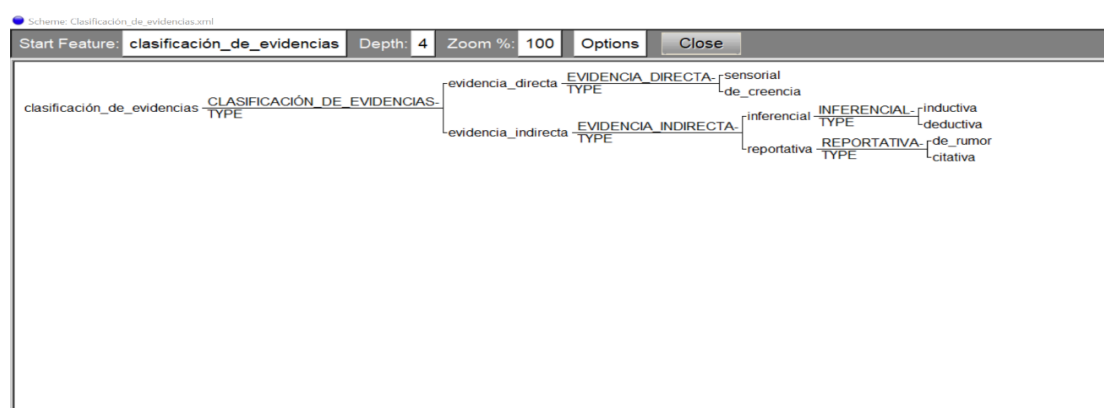 Scheme: Clasificación_de_evidencias.xml
Start Feature: clasificación_de_evidencias Depth: 4 Zoom %: 100 Options Close
clasificación_de_evidencias CLASIFICACIÓN_DE_EVIDENCIAS-
TYPE
evidencia_directa EVIDENCIA_DIRECTA-
TYPE
sensorial
de_creencia
evidencia_indirecta EVIDENCIA_INDIRECTA-
TYPE
inferencial INFERENCIAL-
TYPE
inductiva
deductiva
reportativa REPORTATIVA-
TYPE
de_rumor
citativa